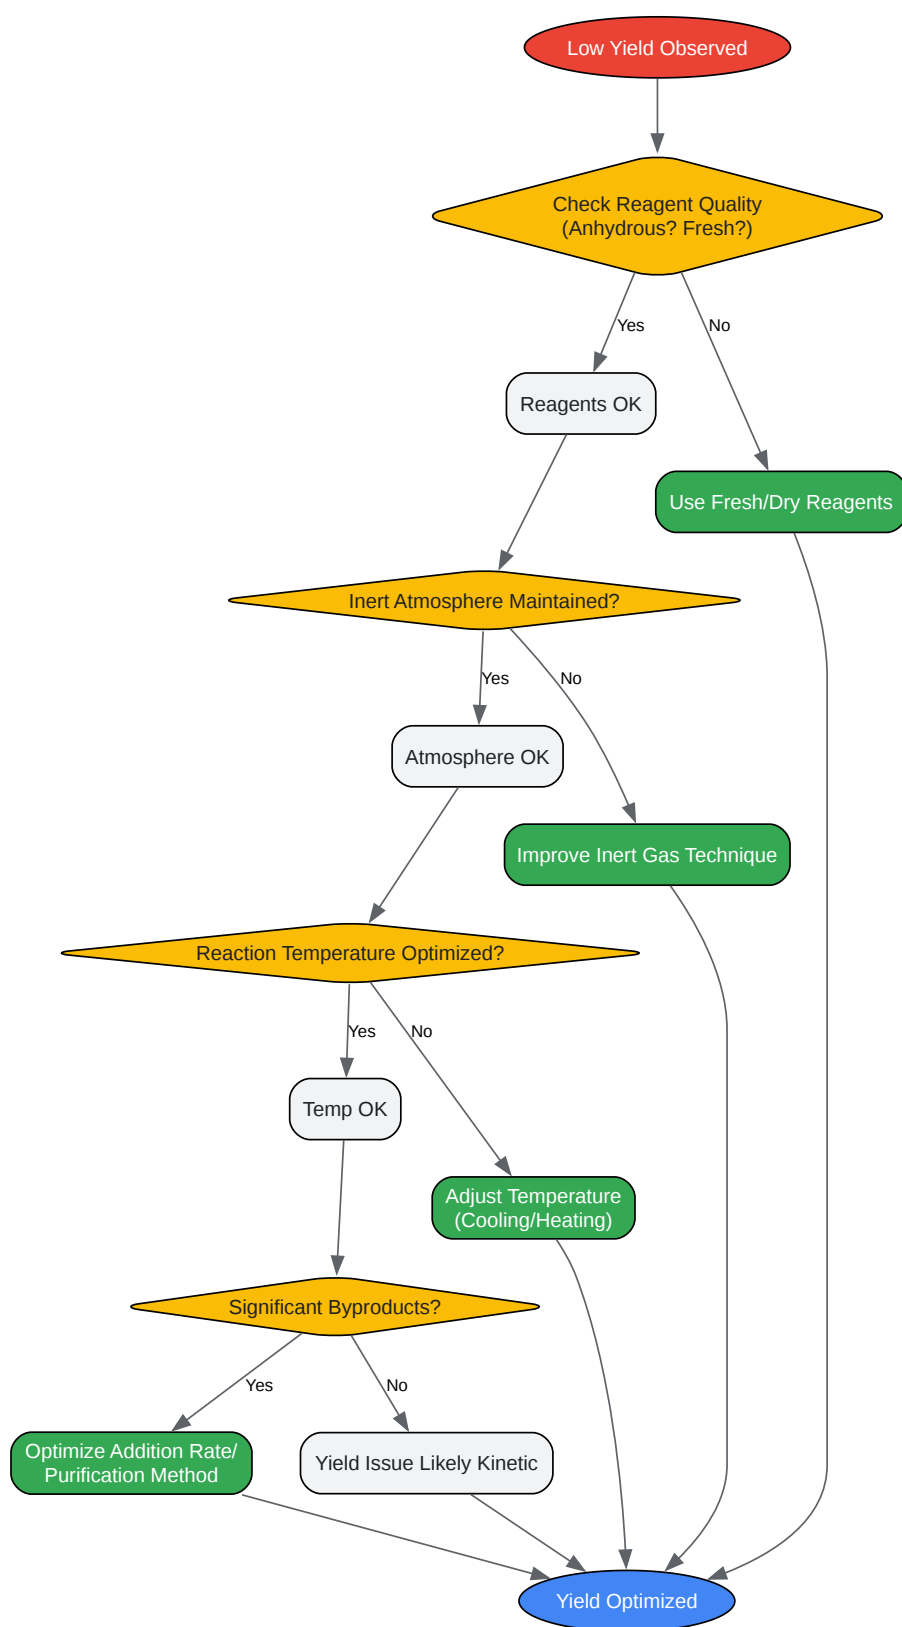 Low Yield Observed
Check Reagent Quality
(Anhydrous? Fresh?)
Yes
No
Reagents OK
Use Fresh/Dry Reagents
Inert Atmosphere Maintained?
Yes
No
Atmosphere OK
Improve Inert Gas Technique
Reaction Temperature Optimized?
Yes
No
Temp OK
Adjust Temperature
(Cooling/Heating)
Significant Byproducts?
Yes
No
Optimize Addition Rate/
Purification Method
Yield Issue Likely Kinetic
Yield Optimized